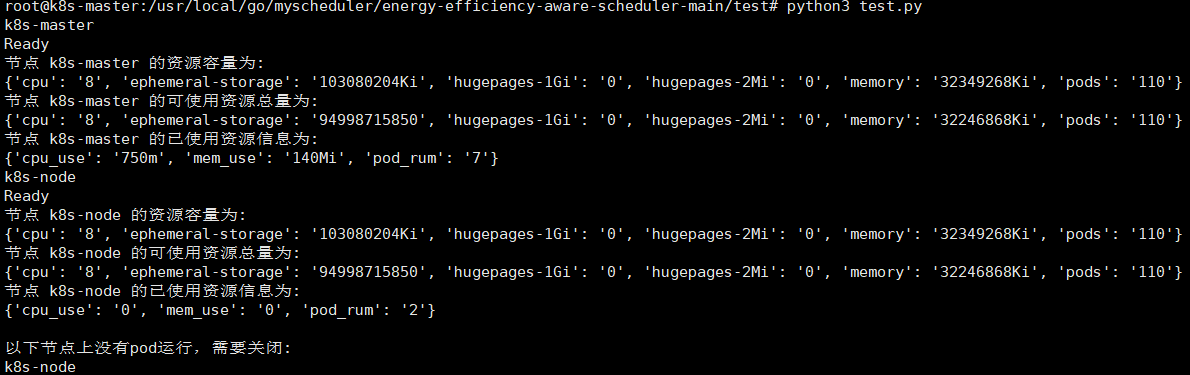 root@k8s-master:/usr/local/go/myscheduler/energy-efficiency-aware-scheduler-main/test# python3 test.py
k8s-master
Ready
节点 k8s-master 的资源容量为:
{'cpu': '8', 'ephemeral-storage': '103080204Ki', 'hugepages-1Gi': '0', 'hugepages-2Mi': '0', 'memory': '32349268Ki', 'pods': '110'}
节点 k8s-master 的可使用资源总量为:
{'cpu': '8', 'ephemeral-storage': '94998715850', 'hugepages-1Gi': '0', 'hugepages-2Mi': '0', 'memory': '32246868Ki', 'pods': '110'}
节点 k8s-master 的已使用资源信息为:
{'cpu_use': '750m', 'mem_use': '140Mi', 'pod_rum': '7'}
k8s-node
Ready
节点 k8s-node 的资源容量为:
{'cpu': '8', 'ephemeral-storage': '103080204Ki', 'hugepages-1Gi': '0', 'hugepages-2Mi': '0', 'memory': '32349268Ki', 'pods': '110'}
节点 k8s-node 的可使用资源总量为:
{'cpu': '8', 'ephemeral-storage': '94998715850', 'hugepages-1Gi': '0', 'hugepages-2Mi': '0', 'memory': '32246868Ki', 'pods': '110'}
节点 k8s-node 的已使用资源信息为:
{'cpu_use': '0', 'mem_use': '0', 'pod_rum': '2'}
以下节点上没有pod运行，需要关闭:
k8s-node